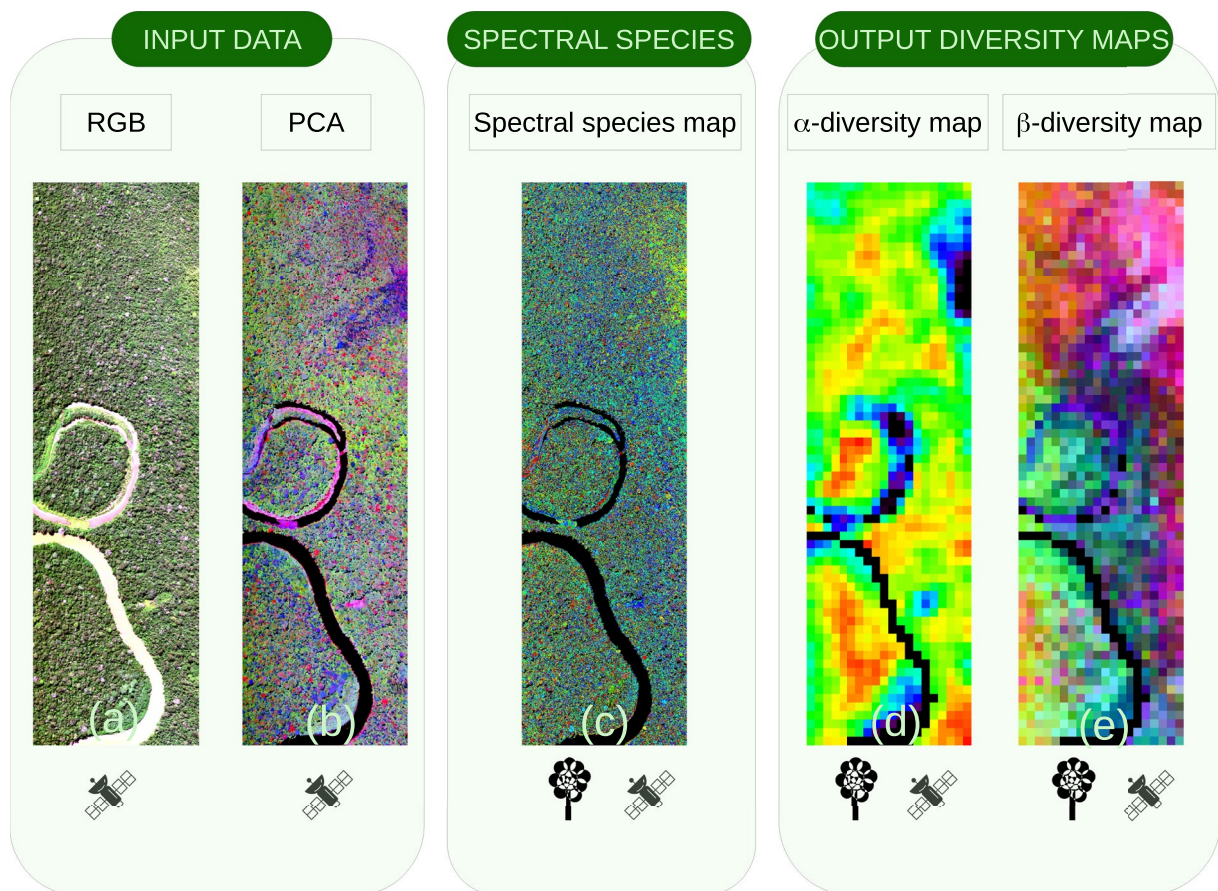 INPUT DATA
SPECTRAL SPECIES
OUTPUT DIVERSITY MAPS
RGB
PCA
Spectral species map
α-diversity map
β-diversity map
(a)
(b)
(c)
(d)
(e)